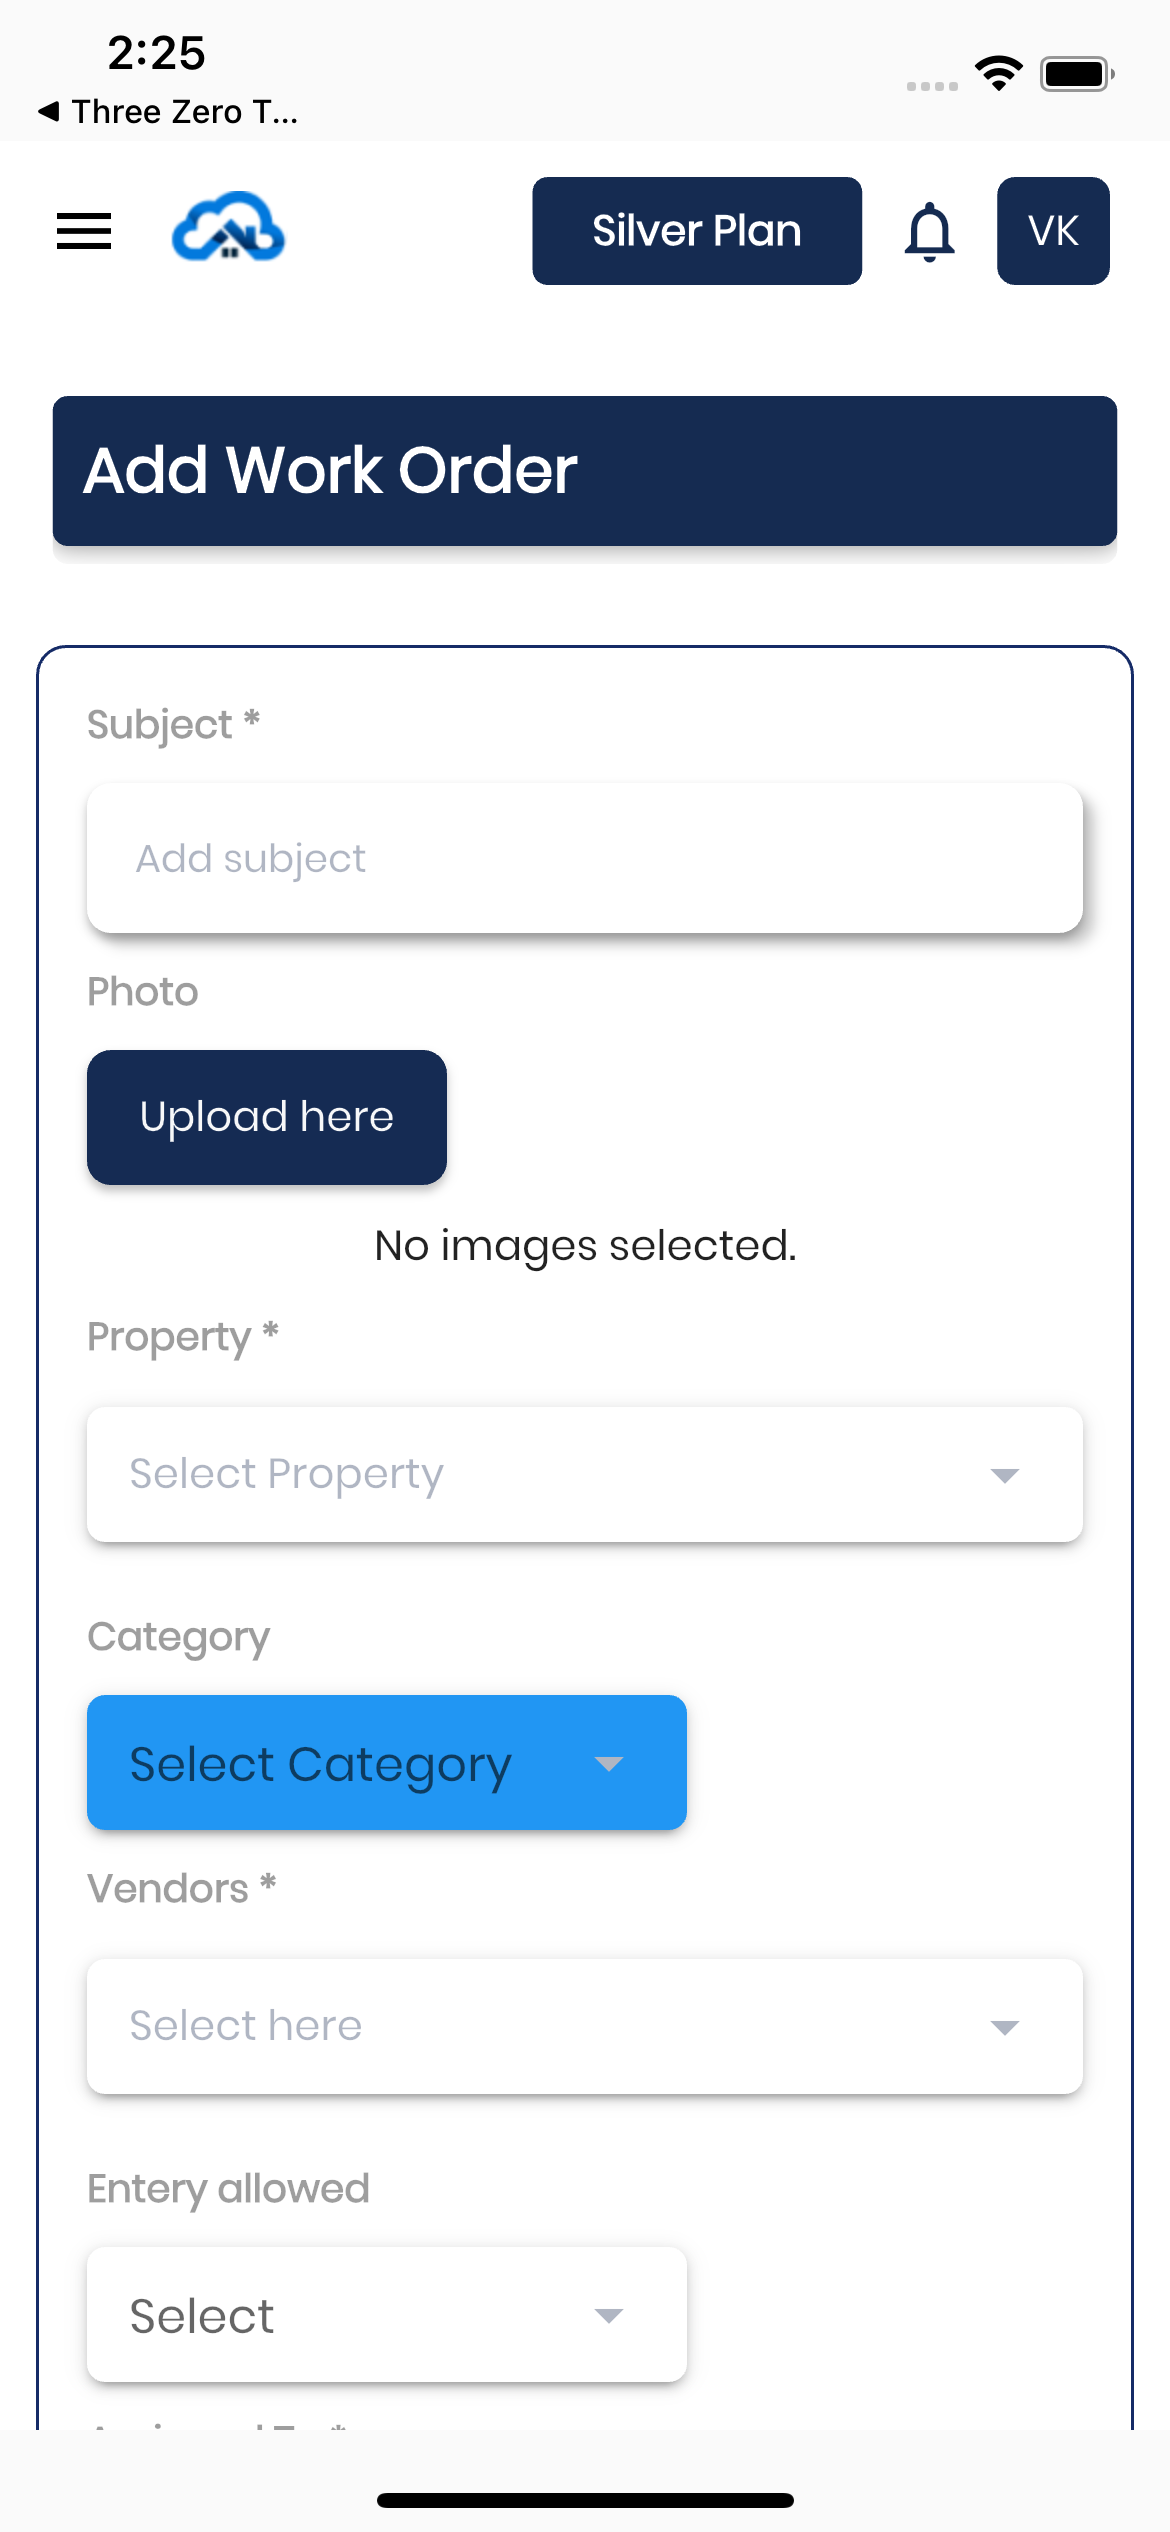 2:25
◀ Three Zero T...
Silver Plan
VK
Add Work Order
Subject *
Add subject
Photo
Upload here
No images selected.
Property *
Select Property
Category
Select Category
Vendors *
Select here
Entery allowed
Select